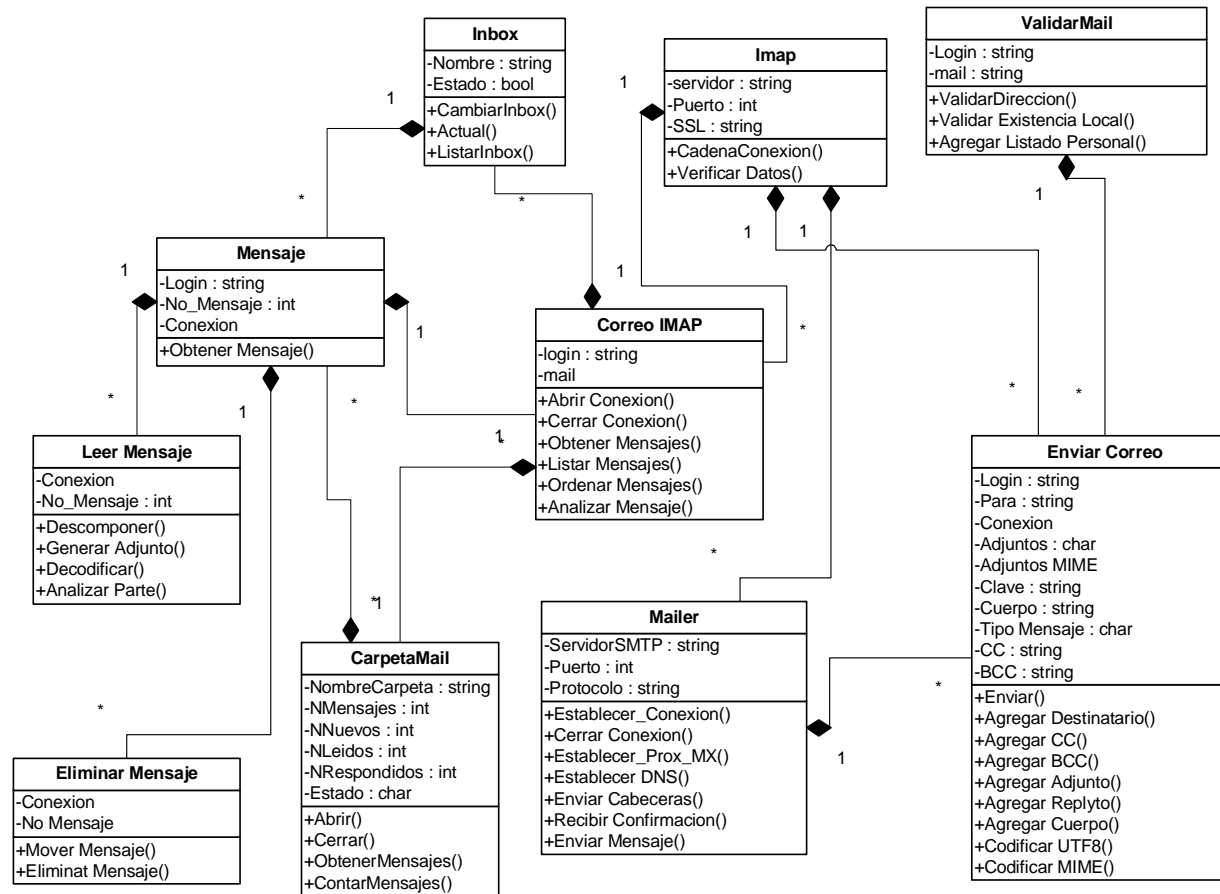 Inbox
-Nombre : string
-Estado : bool
+CambiarInbox()
+Actual()
+ListarInbox()
1
*
*
1
Imap
-servidor : string
-Puerto : int
-SSL : string
+CadenaConexion()
+Verificar Datos()
1
*
1
1
*
*
ValidarMail
-Login : string
-mail : string
+ValidarDireccion()
+Validar Existencia Local()
+Agregar Listado Personal()
1
*
Mensaje
-Login : string
-No_Mensaje : int
-Conexion
+Obtener Mensaje()
1
*
1
*
1
*
*
Correo IMAP
-login : string
-mail
+Abrir Conexion()
+Cerrar Conexion()
+Obtener Mensajes()
+Listar Mensajes()
+Ordenar Mensajes()
+Analizar Mensaje()
1
*
Leer Mensaje
-Conexion
-No_Mensaje : int
+Descomponer()
+Generar Adjunto()
+Decodificar()
+Analizar Parte()
Enviar Correo
-Login : string
-Para : string
-Conexion
-Adjuntos : char
-Adjuntos MIME
-Clave : string
-Cuerpo : string
-Tipo Mensaje : char
-CC : string
-BCC : string
+Enviar()
+Agregar Destinatario()
+Agregar CC()
+Agregar BCC()
+Agregar Adjunto()
+Agregar Replyto()
+Agregar Cuerpo()
+Codificar UTF8()
+Codificar MIME()
Mailer
-ServidorSMTP : string
-Puerto : int
-Protocolo : string
+Establecer_Conexion()
+Cerrar Conexion()
+Establecer_Prox_MX()
+Establecer DNS()
+Enviar Cabeceras()
+Recibir Confirmacion()
+Enviar Mensaje()
1
*
CarpetaMail
-NombreCarpeta : string
-NMensajes : int
-NNuevos : int
-NLeidos : int
-NRespondidos : int
-Estado : char
+Abrir()
+Cerrar()
+ObtenerMensajes()
+ContarMensajes()
1
Eliminar Mensaje
-Conexion
-No Mensaje
+Mover Mensaje()
+Eliminat Mensaje()